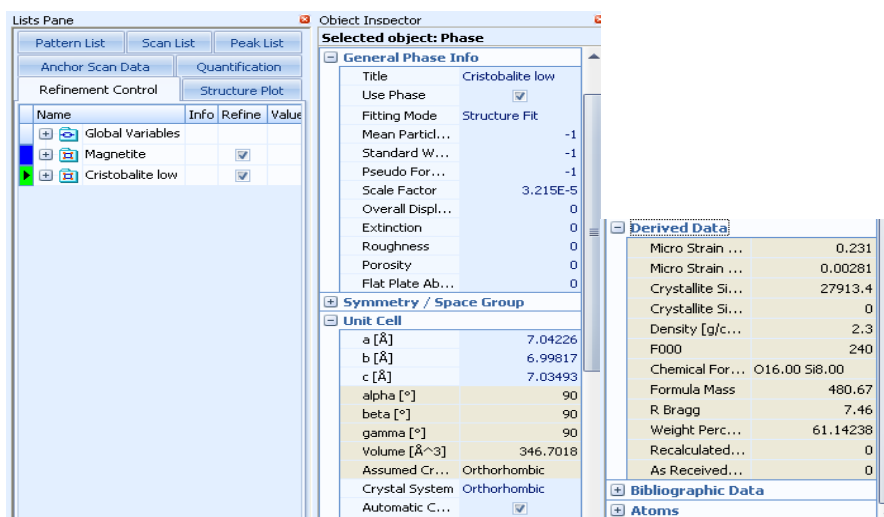 Lists Pane
Pattern List Scan List Peak List
Anchor Scan Data Quantification
Refinement Control Structure Plot
Name Info Refine Value
Global Variables
Magnetite
Cristobalite low
Object Inspector
Selected object: Phase
General Phase Info
Title Cristobalite low
Use Phase
Fitting Mode Structure Fit
Mean Particl... -1
Standard W... -1
Pseudo For... -1
Scale Factor 3.215E-5
Overall Displ... 0
Extinction 0
Roughness 0
Porosity 0
Flat Plate Ab... 0
Symmetry / Space Group
Unit Cell
a [Å] 7.04226
b [Å] 6.99817
c [Å] 7.03493
alpha [°] 90
beta [°] 90
gamma [°] 90
Volume [Å^3] 346.7018
Assumed Cr... Orthorhombic
Crystal System Orthorhombic
Automatic C...
Derived Data
Micro Strain ... 0.231
Micro Strain ... 0.00281
Crystallite Si... 27913.4
Crystallite Si... 0
Density [g/c... 2.3
F000 240
Chemical For... O16.00 Si8.00
Formula Mass 480.67
R Bragg 7.46
Weight Perc... 61.14238
Recalculated... 0
As Received... 0
Bibliographic Data
Atoms